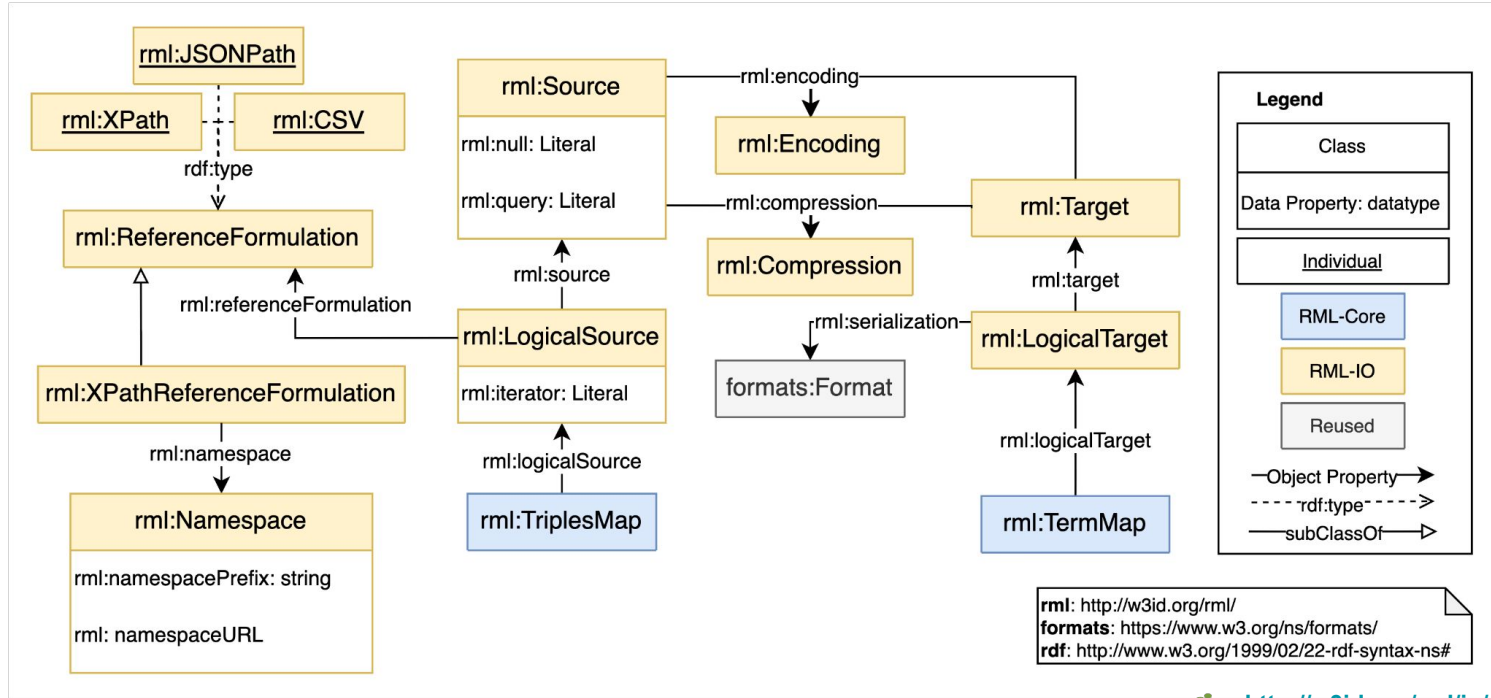 rml:JSONPath
rml:XPath
rml:CSV
rdf:type
rml:ReferenceFormulation
rml:referenceFormulation
rml:XPathReferenceFormulation
rml:namespace
rml:Namespace
rml:namespacePrefix: string
rml: namespaceURL
rml:Source
rml:null: Literal
rml:query: Literal
rml:source
rml:LogicalSource
rml:iterator: Literal
rml:logicalSource
rml:TriplesMap
rml:encoding
rml:Encoding
rml:compression
rml:Compression
rml:serialization
formats:Format
rml:Target
rml:target
rml:LogicalTarget
rml:logicalTarget
rml:TermMap
Legend
Class
Data Property: datatype
Individual
RML-Core
RML-IO
Reused
Object Property
rdf:type
subClassOf
rml: http://w3id.org/rml/
formats: https://www.w3.org/ns/formats/
rdf: http://www.w3.org/1999/02/22-rdf-syntax-ns#